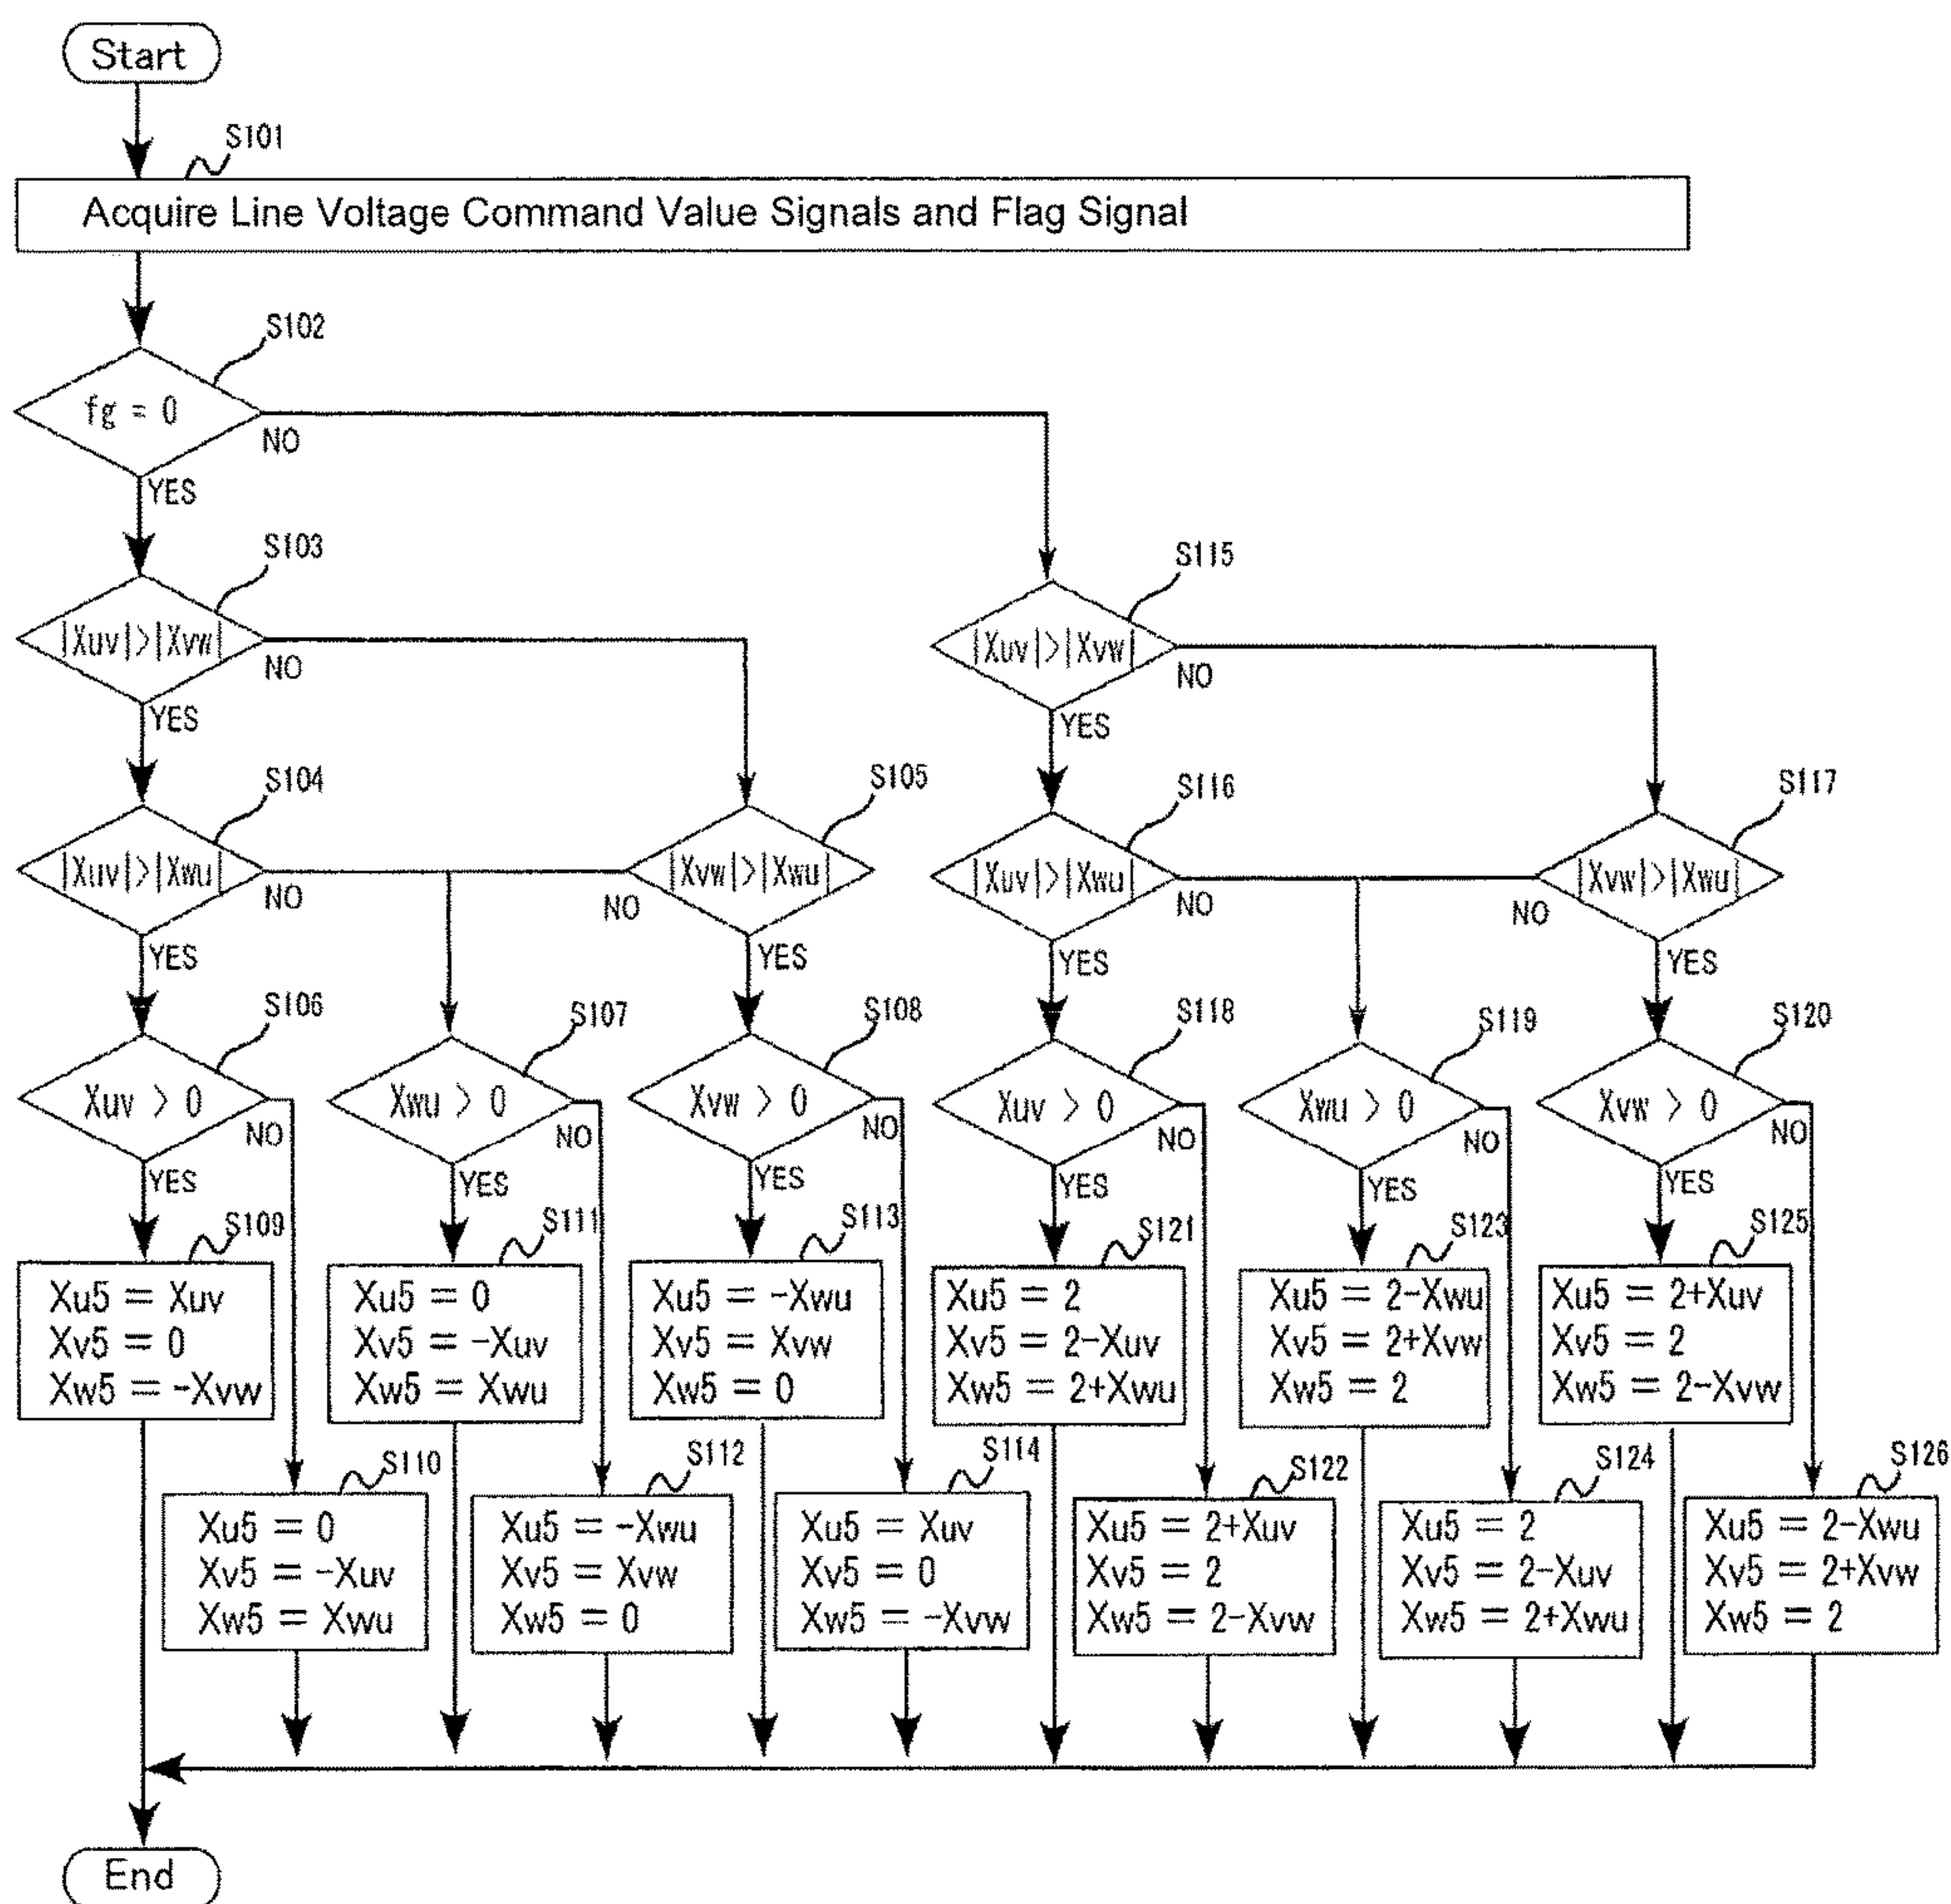 Start
S101
Acquire Line Voltage Command Value Signals and Flag Signal
S102
fg = 0
NO
YES
S103
|Xuv|>|Xvw|
NO
YES
S115
|Xuv|>|Xvw|
NO
YES
S104
|Xuv|>|Xwu|
NO
YES
S105
|Xvw|>|Xwu|
NO
YES
S116
|Xuv|>|Xwu|
NO
YES
S117
|Xvw|>|Xwu|
NO
YES
S106
Xuv > 0
NO
YES
S107
Xwu > 0
NO
YES
S108
Xvw > 0
NO
YES
S118
Xuv > 0
NO
YES
S119
Xwu > 0
NO
YES
S120
Xvw > 0
NO
YES
S109
Xu5 = Xuv
Xv5 = 0
Xw5 = -Xvw
S111
Xu5 = 0
Xv5 = -Xuv
Xw5 = Xwu
S113
Xu5 = -Xwu
Xv5 = Xvw
Xw5 = 0
S121
Xu5 = 2
Xv5 = 2-Xuv
Xw5 = 2+Xwu
S123
Xu5 = 2-Xwu
Xv5 = 2+Xvw
Xw5 = 2
S125
Xu5 = 2+Xuv
Xv5 = 2
Xw5 = 2-Xvw
S110
Xu5 = 0
Xv5 = -Xuv
Xw5 = Xwu
S112
Xu5 = -Xwu
Xv5 = Xvw
Xw5 = 0
S114
Xu5 = Xuv
Xv5 = 0
Xw5 = -Xvw
S122
Xu5 = 2+Xuv
Xv5 = 2
Xw5 = 2-Xvw
S124
Xu5 = 2
Xv5 = 2-Xuv
Xw5 = 2+Xwu
S126
Xu5 = 2-Xwu
Xv5 = 2+Xvw
Xw5 = 2
End